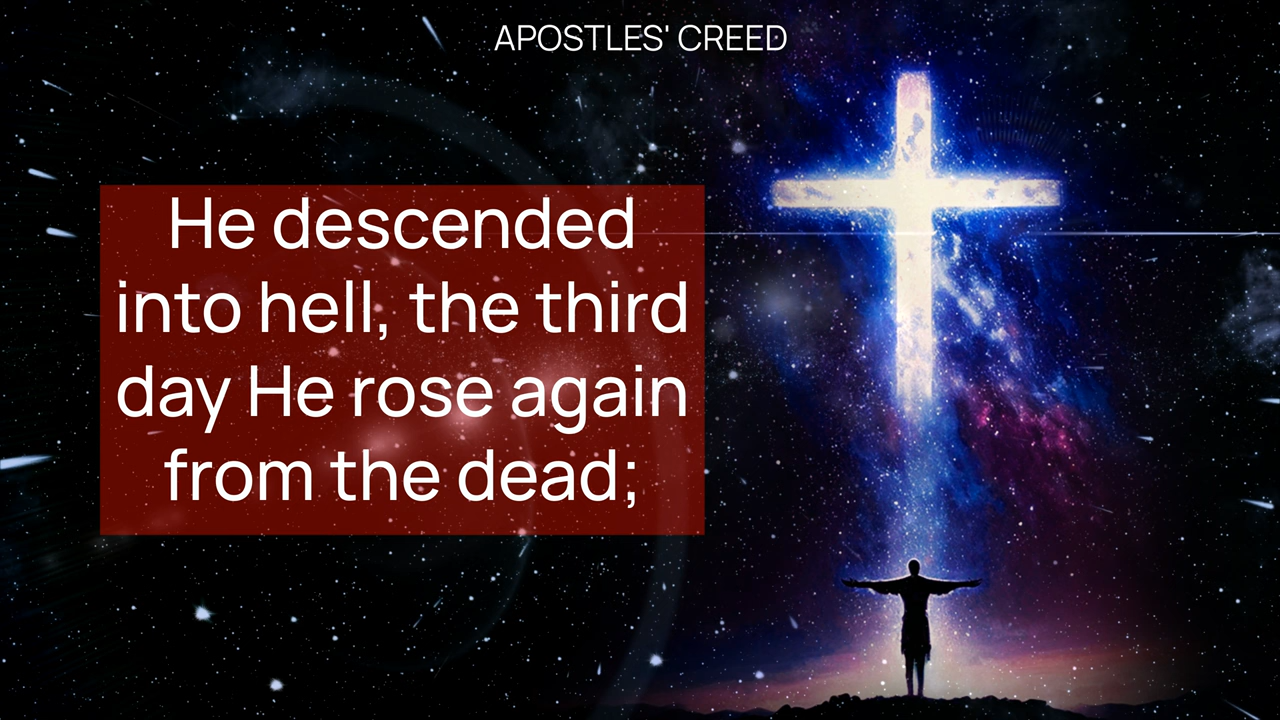 APOSTLES' CREED
He descended
into hell, the third
day He rose again
from the dead;